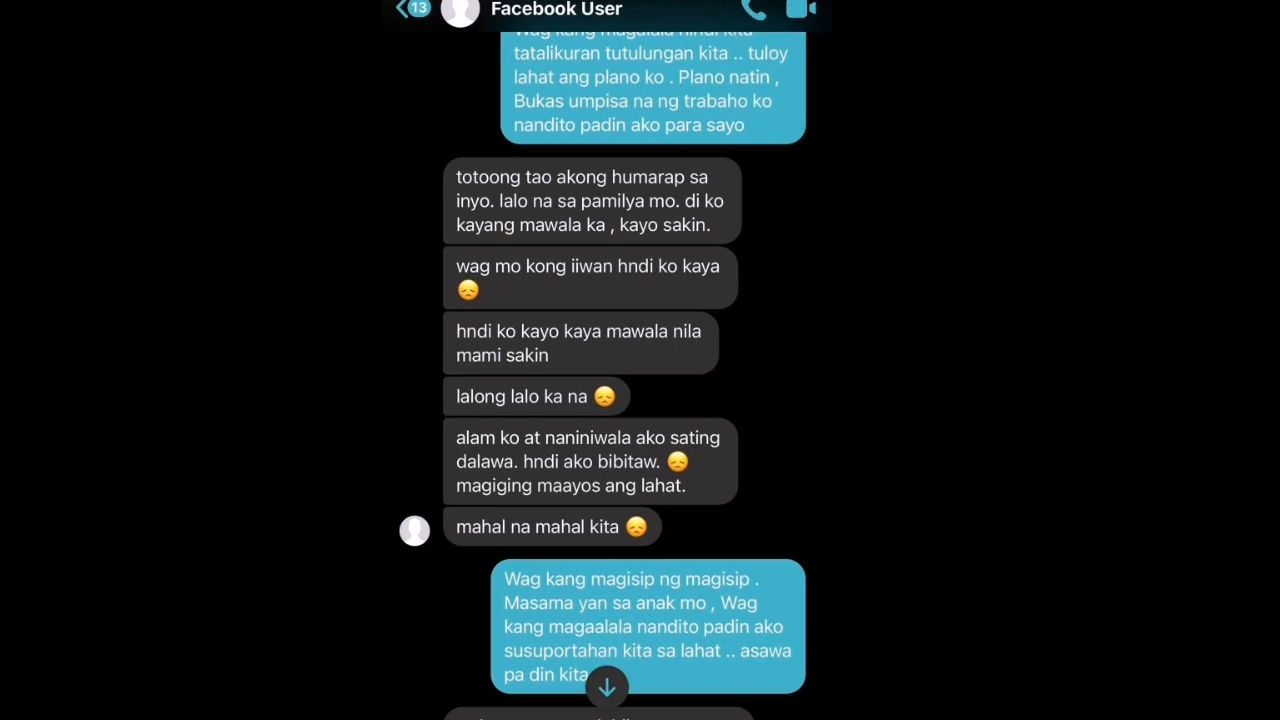 13
Facebook User
Wag kang magalala hindi kita
tatalikuran tutulungan kita .. tuloy
lahat ang plano ko . Plano natin ,
Bukas umpisa na ng trabaho ko
nandito padin ako para sayo
totoong tao akong humarap sa
inyo. lalo na sa pamilya mo. di ko
kayang mawala ka , kayo sakin.
wag mo kong iiwan hndi ko kaya
😞
hndi ko kayo kaya mawala nila
mami sakin
lalong lalo ka na 😞
alam ko at naniniwala ako sating
dalawa. hndi ako bibitaw. 😞
magiging maayos ang lahat.
mahal na mahal kita 😞
Wag kang magisip ng magisip .
Masama yan sa anak mo , Wag
kang magaalala nandito padin ako
susuportahan kita sa lahat .. asawa
pa din kita